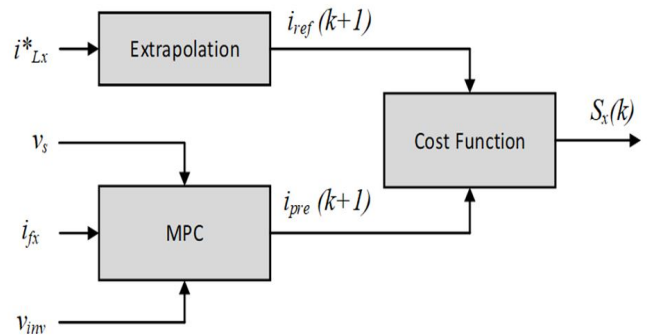 i*Lx
Extrapolation
iref (k+1)
Cost Function
Sx(k)
vs
ifx
vinv
MPC
ipre (k+1)